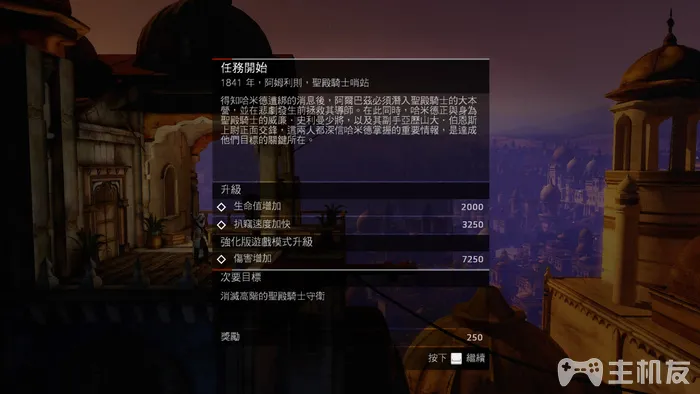 任務開始
1841 年，阿姆利則，聖殿騎士哨站
得知哈米德遭綁的消息後，阿爾巴茲必須潛入聖殿騎士的大本
營，並在悲劇發生前拯救其導師。在此同時，哈米德正與身為
聖殿騎士的威廉．史利曼少將，以及其副手亞歷山大．伯恩斯
上尉正面交鋒，這兩人都深信哈米德掌握的重要情報，是達成
他們目標的關鍵所在。
升級
生命值增加 2000
扒竊速度加快 3250
強化版遊戲模式升級
傷害增加 7250
次要目標
消滅高階的聖殿騎士守衛
獎勵 250
按下 繼續
主机友